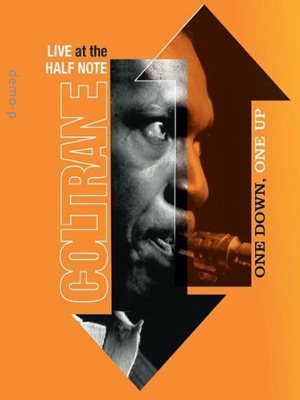 LIVE at the
HALF NOTE
COLTRANE
ONE DOWN, ONE UP
demo-p